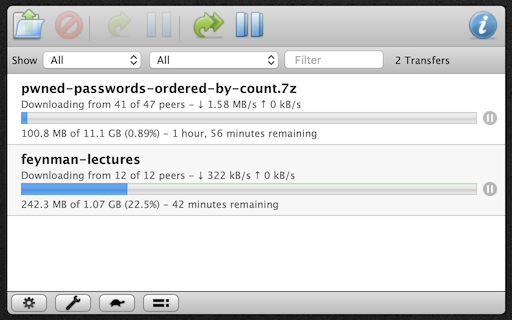 Show All All Filter 2 Transfers
pwned-passwords-ordered-by-count.7z
Downloading from 41 of 47 peers - ↓ 1.58 MB/s ↑ 0 kB/s
100.8 MB of 11.1 GB (0.89%) - 1 hour, 56 minutes remaining
feynman-lectures
Downloading from 12 of 12 peers - ↓ 322 kB/s ↑ 0 kB/s
242.3 MB of 1.07 GB (22.5%) - 42 minutes remaining